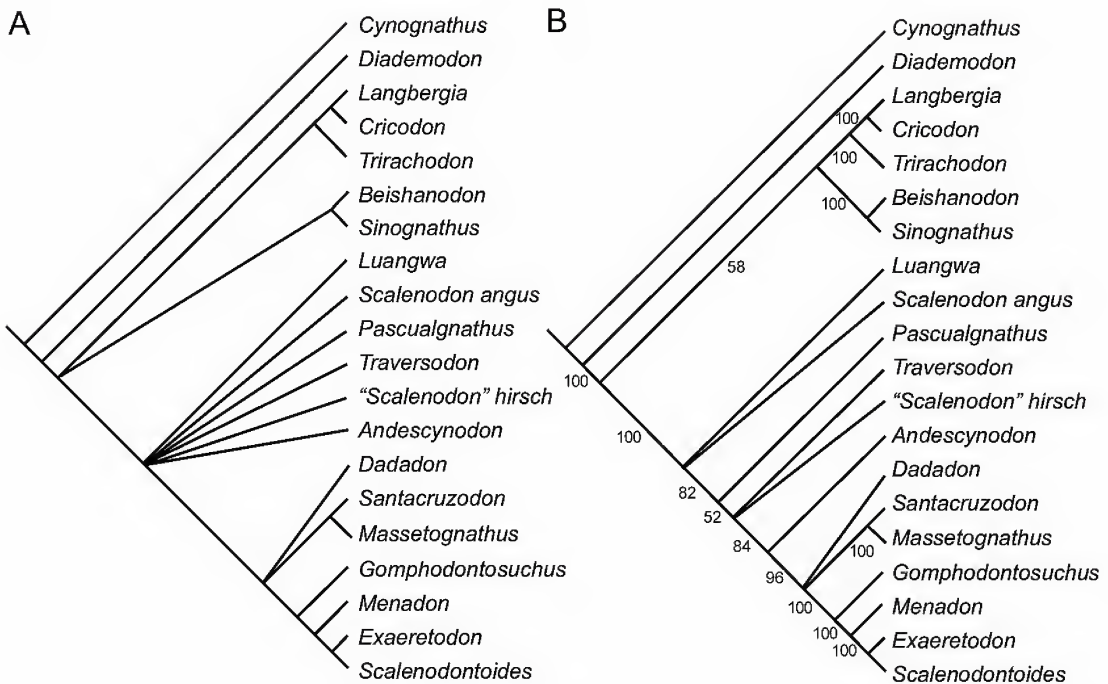 A
Cynognathus
Diademodon
Langbergia
Cricodon
Trirachodon
Beishanodon
Sinognathus
Luangwa
Scalenodon angus
Pascualgnathus
Traversodon
"Scalenodon" hirsch
Andescynodon
Dadadon
Santacruzodon
Massetognathus
Gomphodontosuchus
Menadon
Exaeretodon
Scalenodontoides
B
Cynognathus
Diademodon
Langbergia
100
Cricodon
100
Trirachodon
Beishanodon
100
Sinognathus
58
Luangwa
Scalenodon angus
Pascualgnathus
Traversodon
100
"Scalenodon" hirsch
100
Andescynodon
Dadadon
82
Santacruzodon
52
Massetognathus
84
100
Gomphodontosuchus
96
Menadon
100
Exaeretodon
100
100
Scalenodontoides